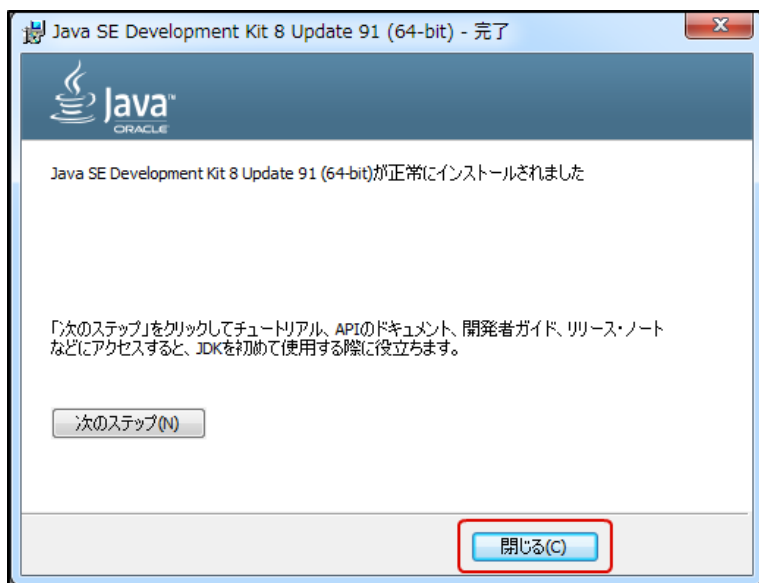 Java SE Development Kit 8 Update 91 (64-bit) - 完了
Java™
ORACLE
Java SE Development Kit 8 Update 91 (64-bit)が正常にインストールされました
「次のステップ」をクリックしてチュートリアル、APIのドキュメント、開発者ガイド、リリース・ノート
などにアクセスすると、JDKを初めて使用する際に役立ちます。
次のステップ(N)
閉じる(C)